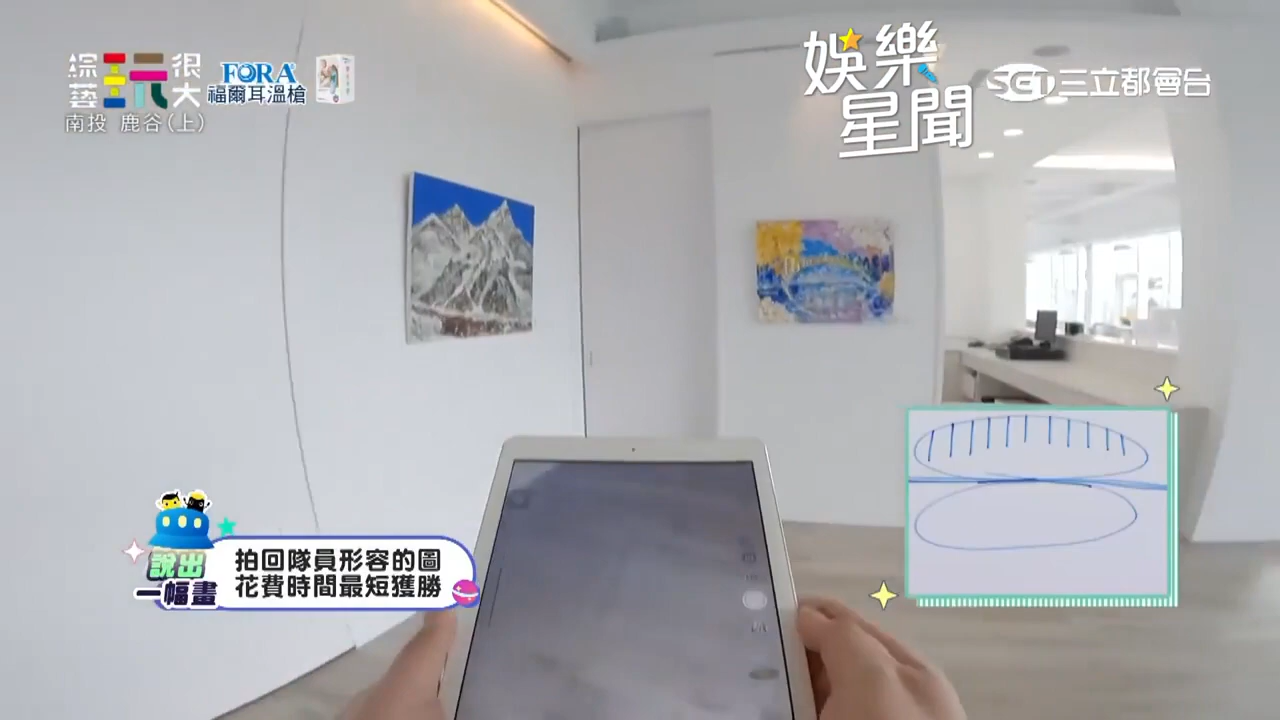 綜藝玩很大
FORA
福爾耳溫槍
南投 鹿谷(上)
娛樂
星聞
SET三立都會台
說出
一幅畫
拍回隊員形容的圖
花費時間最短獲勝